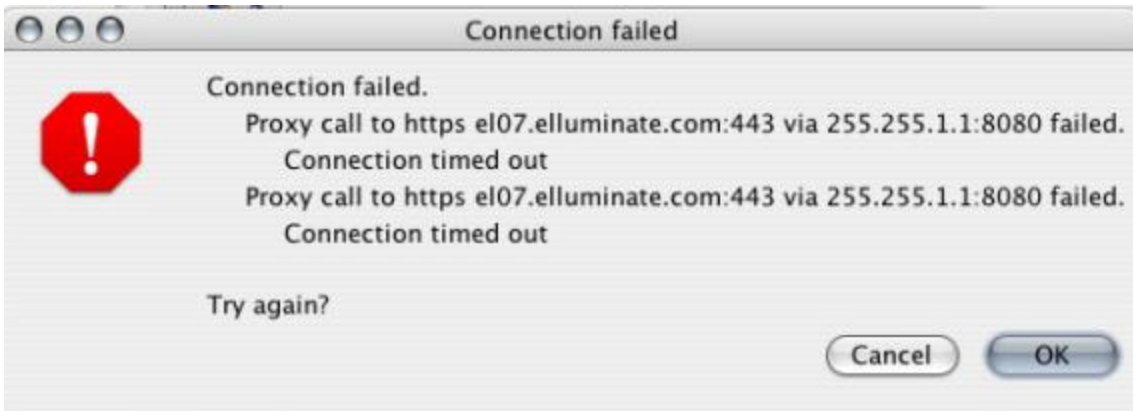 Connection failed
Connection failed.
Proxy call to https el07.elluminate.com:443 via 255.255.1.1:8080 failed.
Connection timed out
Proxy call to https el07.elluminate.com:443 via 255.255.1.1:8080 failed.
Connection timed out
Try again?
Cancel OK